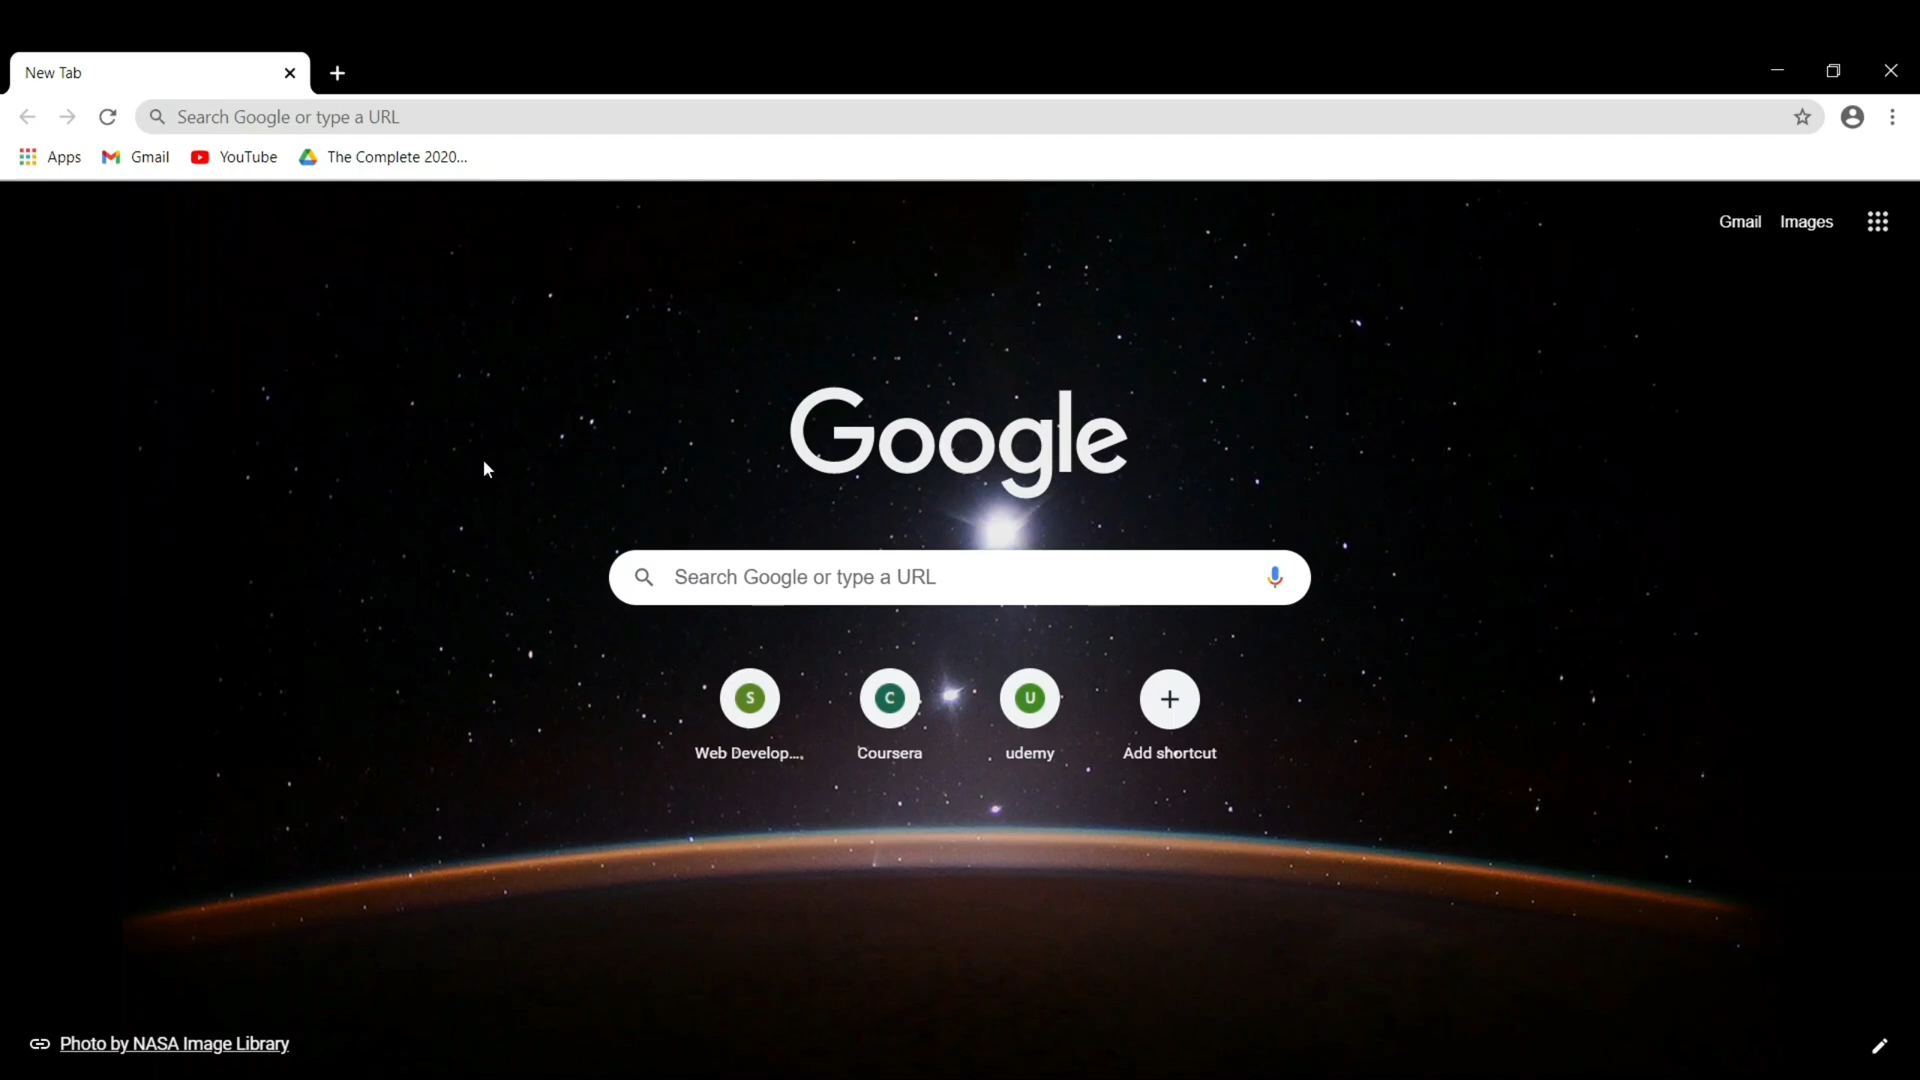 New Tab
Search Google or type a URL
Apps Gmail YouTube The Complete 2020...
Gmail Images
Google
Search Google or type a URL
S C U
Web Develop... Coursera udemy Add shortcut
Photo by NASA Image Library